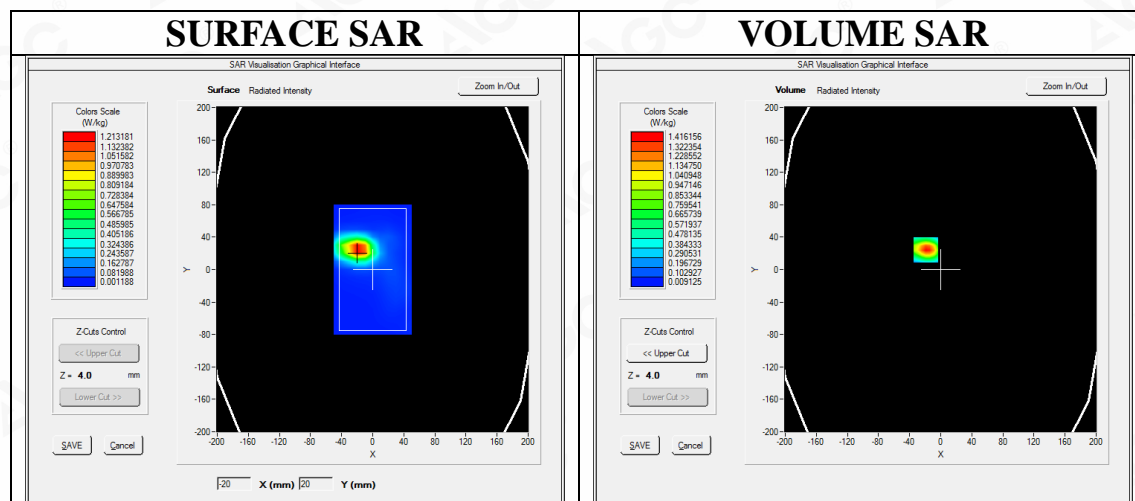 SURFACE SAR
SAR Visualisation Graphical Interface
Surface Radiated Intensity
Zoom In/Out
Colors Scale
(W/kg)
1.213181
1.132382
1.051582
0.970783
0.889983
0.809184
0.728384
0.647584
0.566785
0.485985
0.405186
0.324386
0.243587
0.162787
0.081988
0.001188
Z-Cuts Control
<< Upper Cut
Z = 4.0 mm
Lower Cut >>
SAVE Cancel
200
160
120
80
40
0
-40
-80
-120
-160
-200
Y
-200 -160 -120 -80 -40 0 40 80 120 160 200
X
-20 X (mm) 20 Y (mm)
VOLUME SAR
SAR Visualisation Graphical Interface
Volume Radiated Intensity
Zoom In/Out
Colors Scale
(W/kg)
1.416156
1.322354
1.228552
1.134750
1.040948
0.947146
0.853344
0.759541
0.665739
0.571937
0.478135
0.384333
0.290531
0.196729
0.102927
0.009125
Z-Cuts Control
<< Upper Cut
Z = 4.0 mm
Lower Cut >>
SAVE Cancel
200
160
120
80
40
0
-40
-80
-120
-160
-200
Y
-200 -160 -120 -80 -40 0 40 80 120 160 200
X